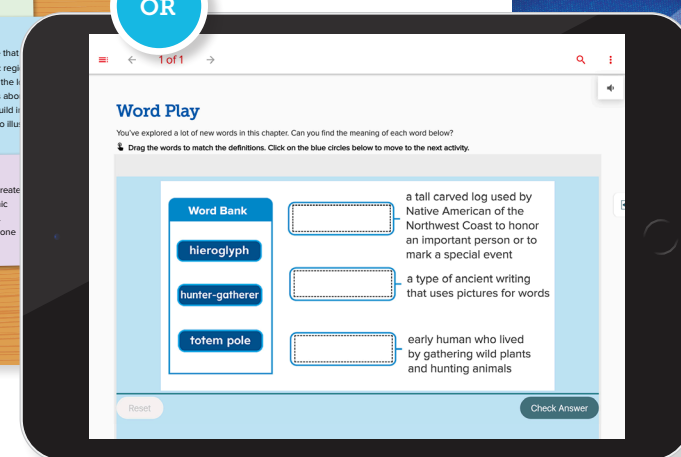 OR
that
the
one
1 of 1
Word Play
You've explored a lot of new words in this chapter. Can you find the meaning of each word below?
Drag the words to match the definitions. Click on the blue circles below to move to the next activity.
Word Bank
hieroglyph
hunter-gatherer
totem pole
a tall carved log used by
Native American of the
Northwest Coast to honor
an important person or to
mark a special event
a type of ancient writing
that uses pictures for words
early human who lived
by gathering wild plants
and hunting animals
Reset
Check Answer